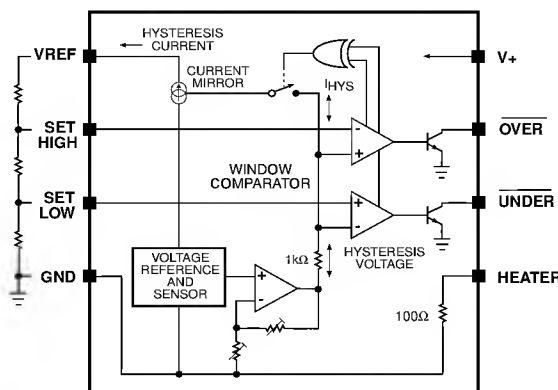 HYSTERESIS
CURRENT
VREF
V+
CURRENT
MIRROR
IHYS
SET
HIGH
-
+
OVER
WINDOW
COMPARATOR
SET
LOW
+
-
UNDER
1kΩ
HYSTERESIS
VOLTAGE
VOLTAGE
REFERENCE
AND
SENSOR
GND
+
-
HEATER
100Ω